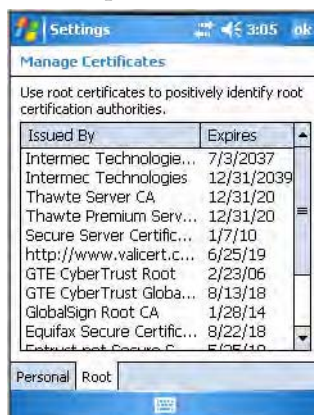 Settings 3:05 ok
Manage Certificates
Use root certificates to positively identify root
certification authorities.
Issued By Expires
Intermec Technologie... 7/3/2037
Intermec Technologies 12/31/2039
Thawte Server CA 12/31/20
Thawte Premium Serv... 12/31/20
Secure Server Certific... 1/7/10
http://www.valicert.c... 6/25/19
GTE CyberTrust Root 2/23/06
GTE CyberTrust Globa... 8/13/18
GlobalSign Root CA 1/28/14
Equifax Secure Certific... 8/22/18
Personal Root